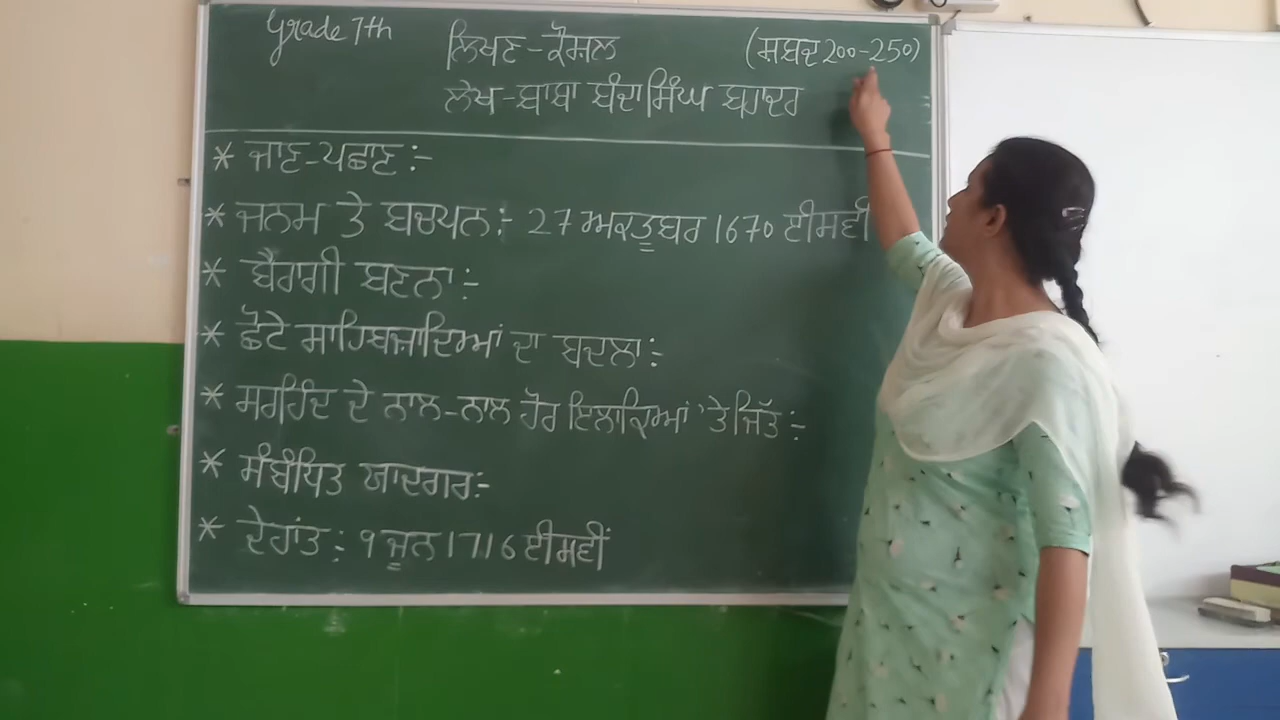 Grade 7th
ਲਿਖਣ-ਕੌਸ਼ਲ (ਸ਼ਬਦ 200-250)
ਲੇਖ-ਬਾਬਾ ਬੰਦਾ ਸਿੰਘ ਬਹਾਦਰ
* ਜਾਣ-ਪਛਾਣ:-
* ਜਨਮ ਤੇ ਬਚਪਨ:- 27 ਅਕਤੂਬਰ 1670 ਈਸਵੀ
* ਬੈਰਾਗੀ ਬਣਨਾ:-
* ਛੋਟੇ ਸਾਹਿਬਜ਼ਾਦਿਆਂ ਦਾ ਬਦਲਾ:-
* ਸਰਹਿੰਦ ਦੇ ਨਾਲ-ਨਾਲ ਹੋਰ ਇਲਾਕਿਆਂ 'ਤੇ ਜਿੱਤ:-
* ਸੰਬੰਧਿਤ ਯਾਦਗਰ:-
* ਦੇਹਾਂਤ:- 9 ਜੂਨ 1716 ਈਸਵੀਂ